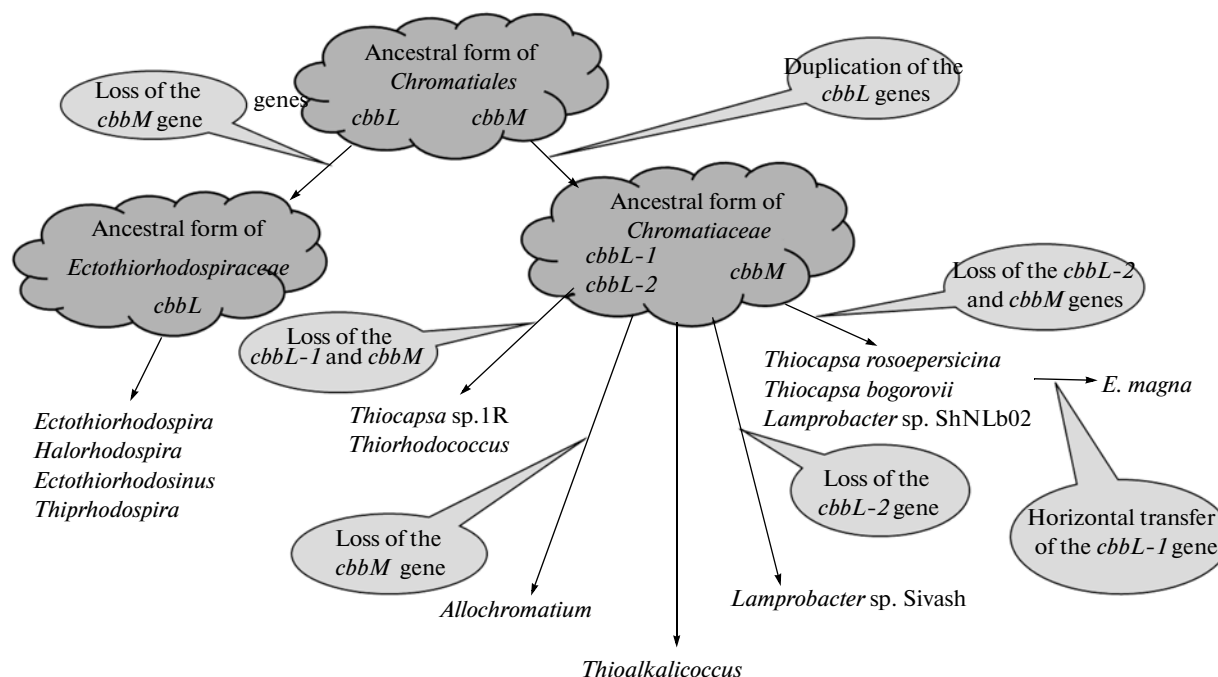 Ancestral form of
Chromatiales
cbbL cbbM
genes
Loss of the
cbbM gene
Duplication of the
cbbL genes
Ancestral form of
Ectothiorhodospiraceae
cbbL
Ancestral form of
Chromatiaceae
cbbL-1
cbbL-2
cbbM
Loss of the cbbL-2
and cbbM genes
Loss of the
cbbL-1 and cbbM
Ectothiorhodospira
Halorhodospira
Ectothiorhodosinus
Thiprhodospira
Thiocapsa sp.1R
Thiorhodococcus
Thiocapsa rosoepersicina
Thiocapsa bogorovii
Lamprobacter sp. ShNLb02
E. magna
Loss of the
cbbM gene
Loss of the
cbbL-2 gene
Horizontal transfer
of the cbbL-1 gene
Allochromatium
Lamprobacter sp. Sivash
Thioalkalicoccus